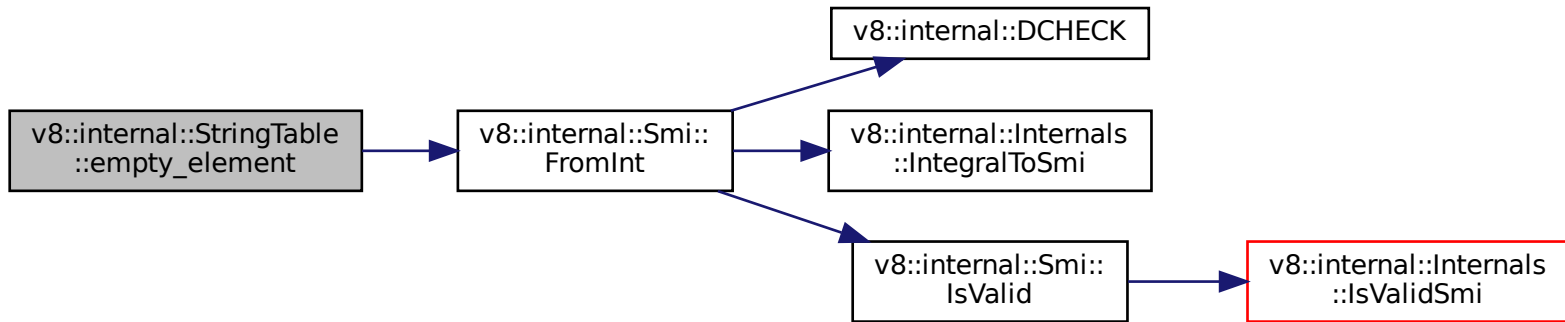 v8::internal::DCHECK
v8::internal::StringTable
::empty_element
v8::internal::Smi::
FromInt
v8::internal::Internals
::IntegralToSmi
v8::internal::Smi::
IsValid
v8::internal::Internals
::IsValidSmi